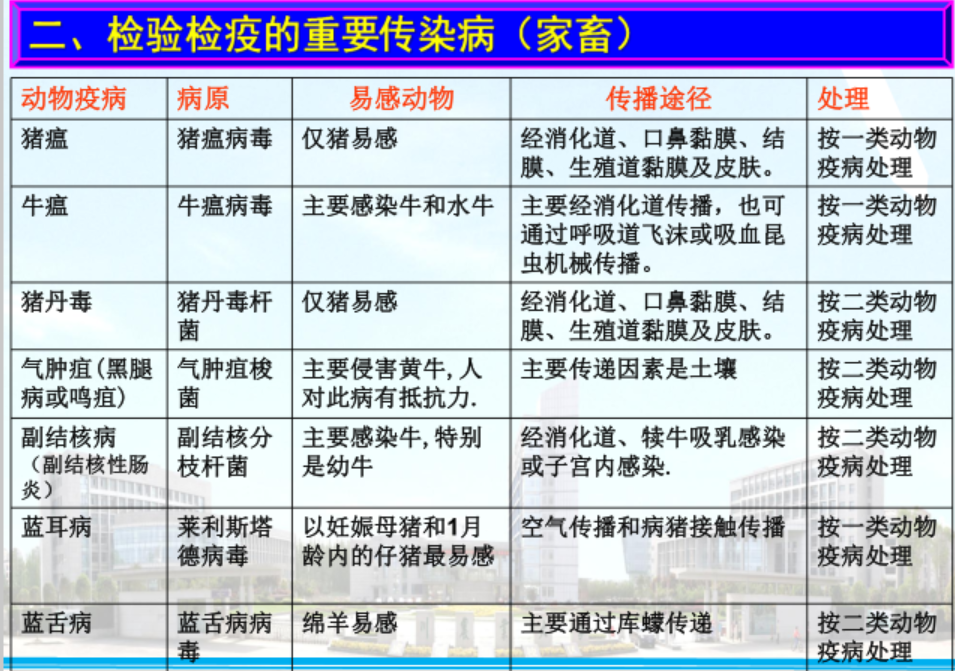 二、检验检疫的重要传染病（家畜）
动物疫病 病原 易感动物 传播途径 处理
猪瘟 猪瘟病毒 仅猪易感 经消化道、口鼻黏膜、结 按一类动物
膜、生殖道黏膜及皮肤。 疫病处理
牛瘟 牛瘟病毒 主要感染牛和水牛 主要经消化道传播，也可 按一类动物
通过呼吸道飞沫或吸血昆 疫病处理
虫机械传播。
猪丹毒 猪丹毒杆 仅猪易感 经消化道、口鼻黏膜、结 按二类动物
菌 膜、生殖道黏膜及皮肤。 疫病处理
气肿疽(黑腿 气肿疽梭 主要侵害黄牛,人 主要传递因素是土壤 按二类动物
病或鸣疽) 菌 对此病有抵抗力. 疫病处理
副结核病 副结核分 主要感染牛,特别 经消化道、犊牛吸乳感染 按二类动物
（副结核性肠 枝杆菌 是幼牛 或子宫内感染. 疫病处理
炎）
蓝耳病 莱利斯塔 以妊娠母猪和1月 空气传播和病猪接触传播 按一类动物
德病毒 龄内的仔猪最易感 疫病处理
蓝舌病 蓝舌病病 绵羊易感 主要通过库蠓传递 按二类动物
毒 疫病处理